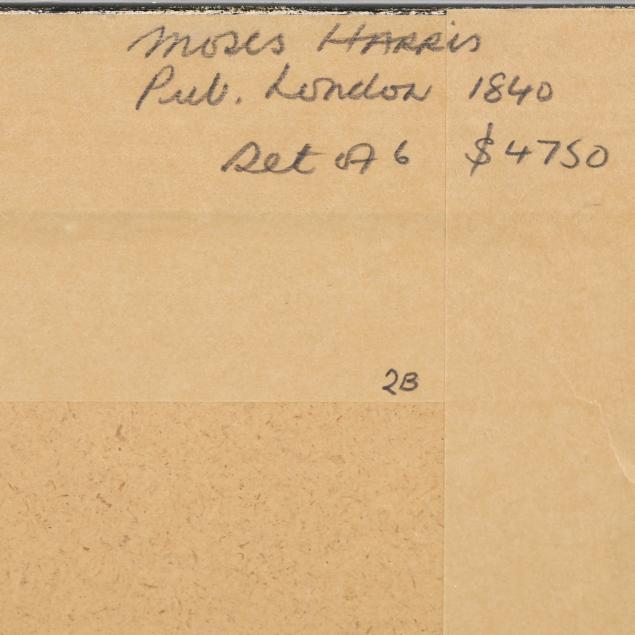 Moses Harris
Pub. London 1840
Set of 6 $4750
2B